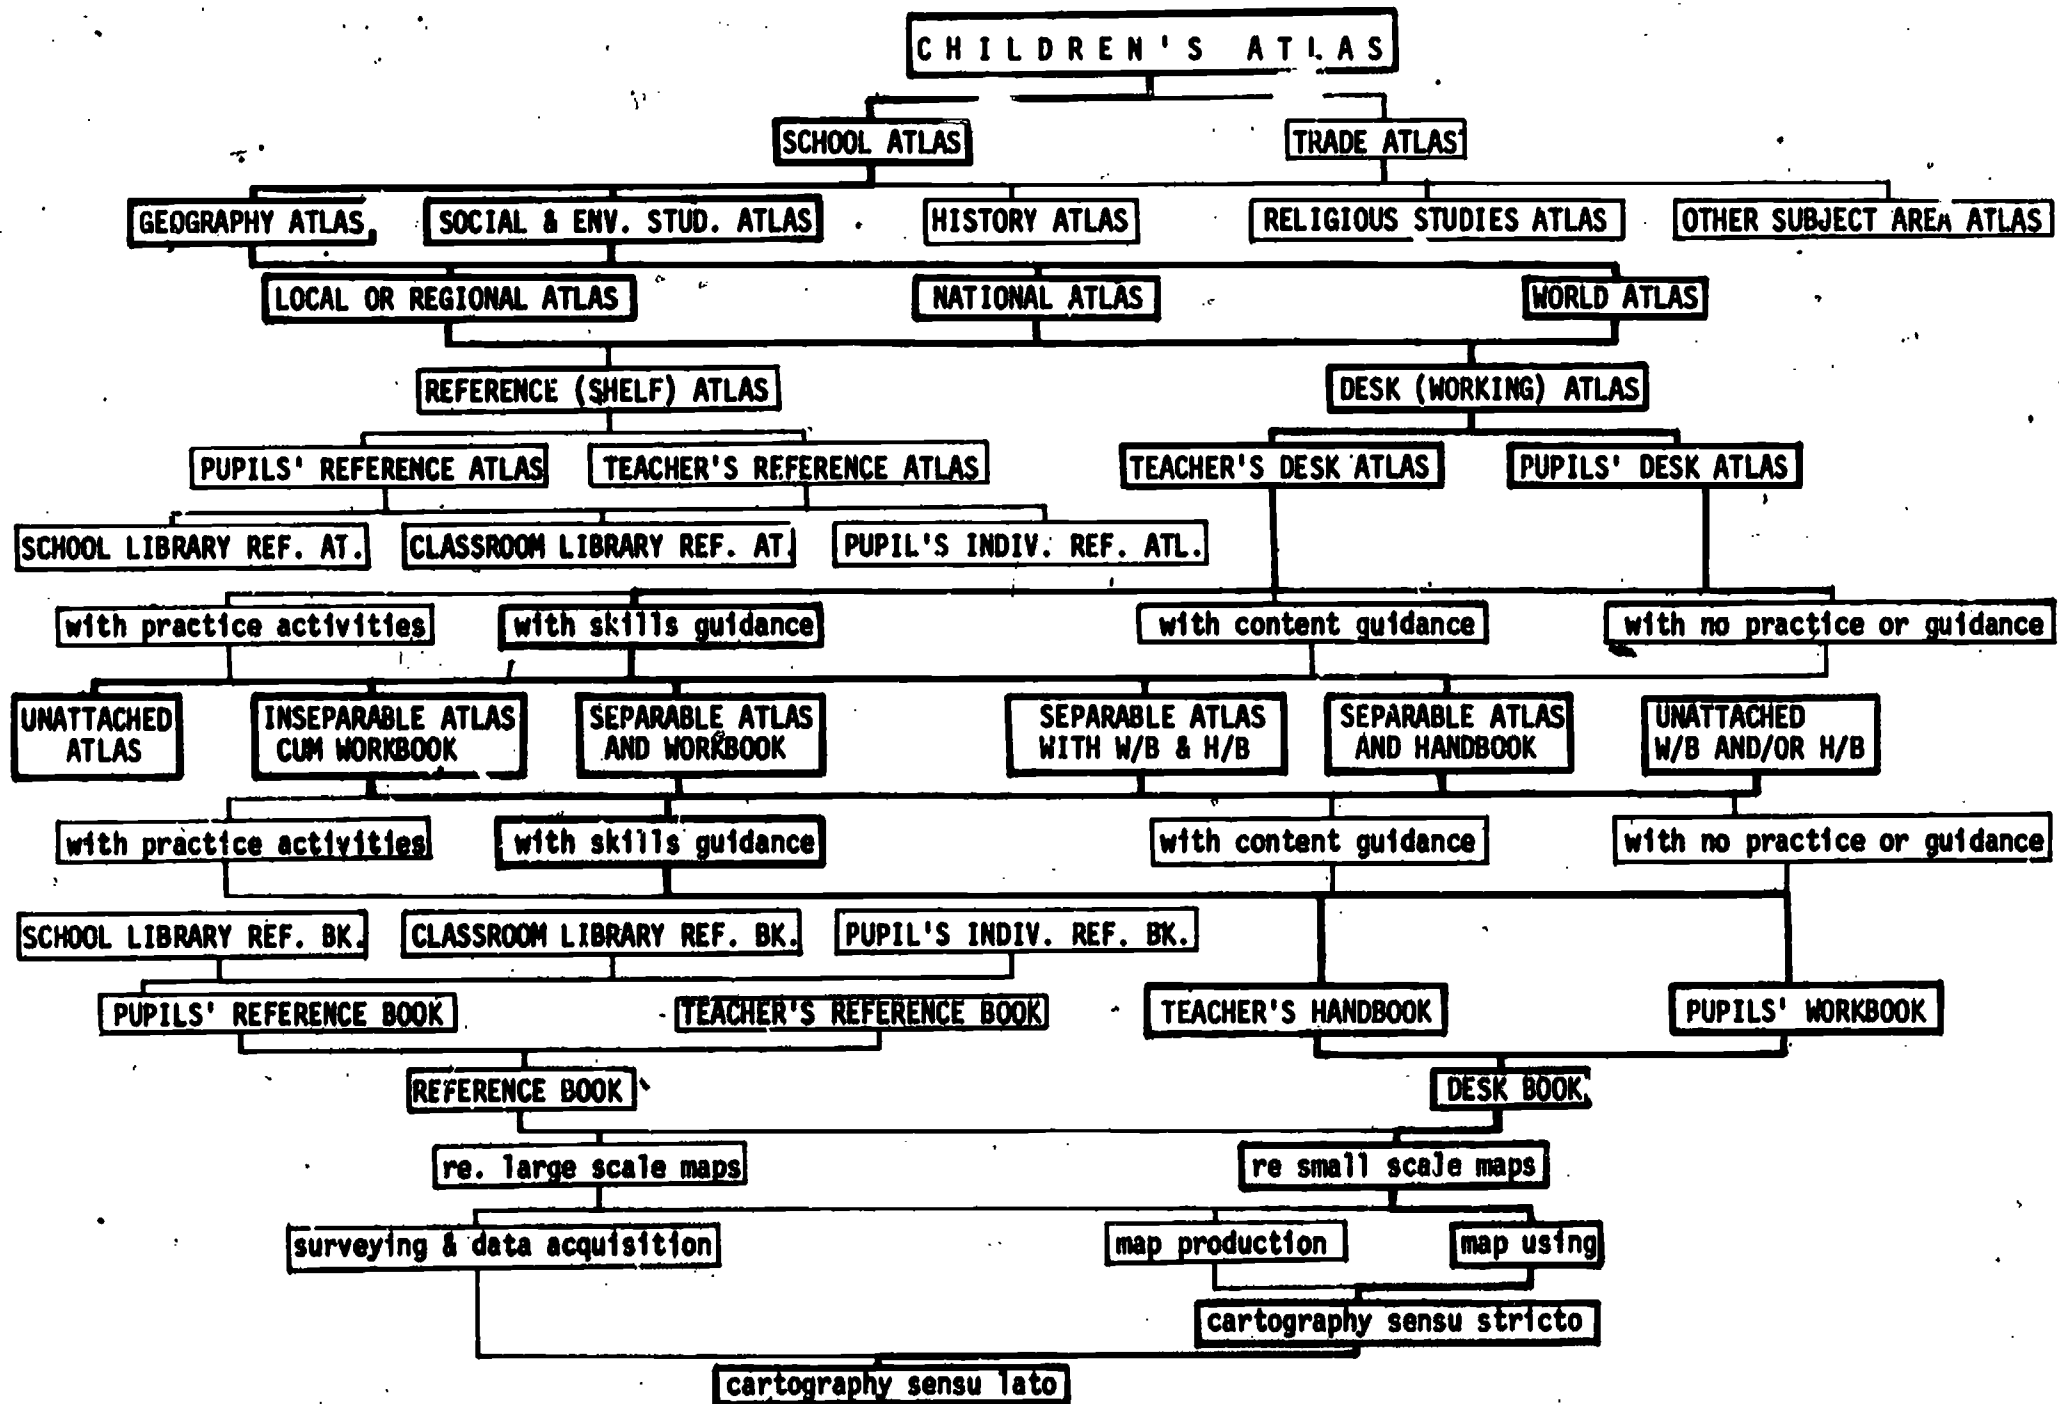 CHILDREN'S ATLAS
SCHOOL ATLAS
TRADE ATLAS
GEOGRAPHY ATLAS
SOCIAL & ENV. STUD. ATLAS
HISTORY ATLAS
RELIGIOUS STUDIES ATLAS
OTHER SUBJECT AREA ATLAS
LOCAL OR REGIONAL ATLAS
NATIONAL ATLAS
WORLD ATLAS
REFERENCE (SHELF) ATLAS
DESK (WORKING) ATLAS
PUPILS' REFERENCE ATLAS
TEACHER'S REFERENCE ATLAS
TEACHER'S DESK ATLAS
PUPILS' DESK ATLAS
SCHOOL LIBRARY REF. AT.
CLASSROOM LIBRARY REF. AT.
PUPIL'S INDIV. REF. ATL.
with practice activities
with skills guidance
with content guidance
with no practice or guidance
UNATTACHED
ATLAS
INSEPARABLE ATLAS
CUM WORKBOOK
SEPARABLE ATLAS
AND WORKBOOK
SEPARABLE ATLAS
WITH W/B & H/B
SEPARABLE ATLAS
AND HANDBOOK
UNATTACHED
W/B AND/OR H/B
with practice activities
with skills guidance
with content guidance
with no practice or guidance
SCHOOL LIBRARY REF. BK.
CLASSROOM LIBRARY REF. BK.
PUPIL'S INDIV. REF. BK.
PUPILS' REFERENCE BOOK
TEACHER'S REFERENCE BOOK
TEACHER'S HANDBOOK
PUPILS' WORKBOOK
REFERENCE BOOK
DESK BOOK
re. large scale maps
re small scale maps
surveying & data acquisition
map production
map using
cartography sensu stricto
cartography sensu lato